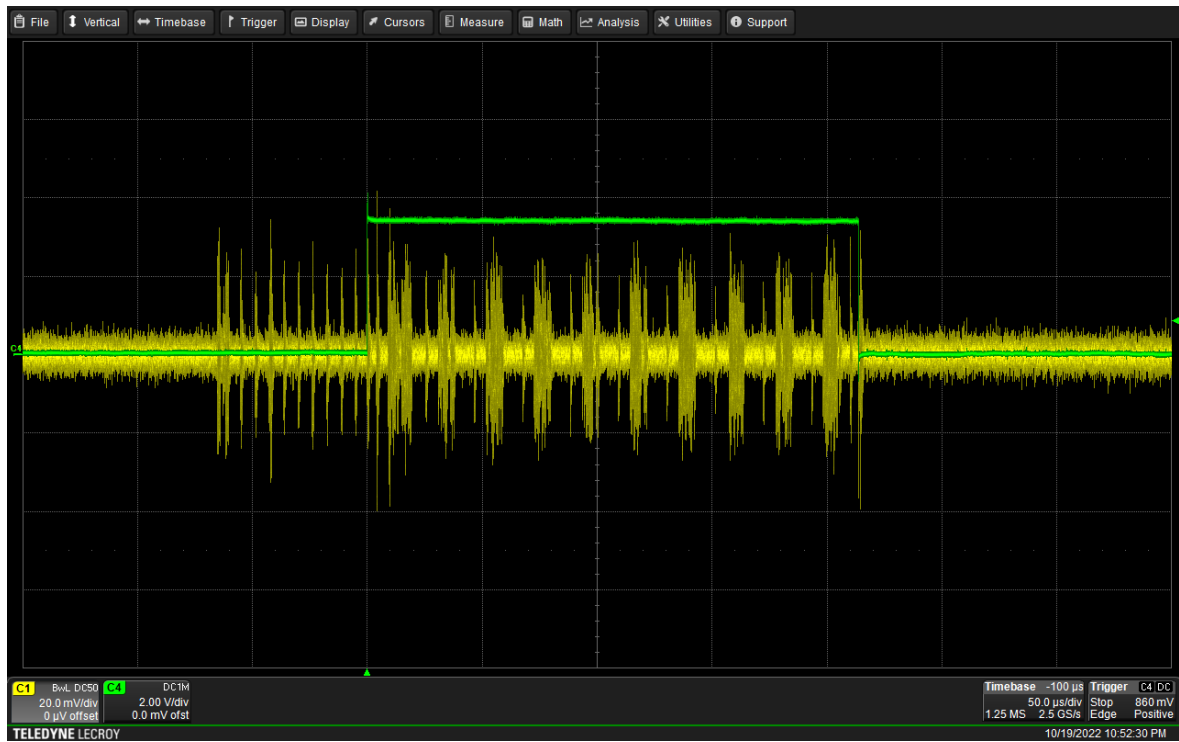 File Vertical Timebase Trigger Display Cursors Measure Math Analysis Utilities Support
C4
C1 BwL DC50 C4 DC1M
20.0 mV/div 2.00 V/div
0 µV offset 0.0 mV ofst
Timebase -100 µs Trigger C4 DC
50.0 µs/div Stop 860 mV
1.25 MS 2.5 GS/s Edge Positive
TELEDYNE LECROY 10/19/2022 10:52:30 PM